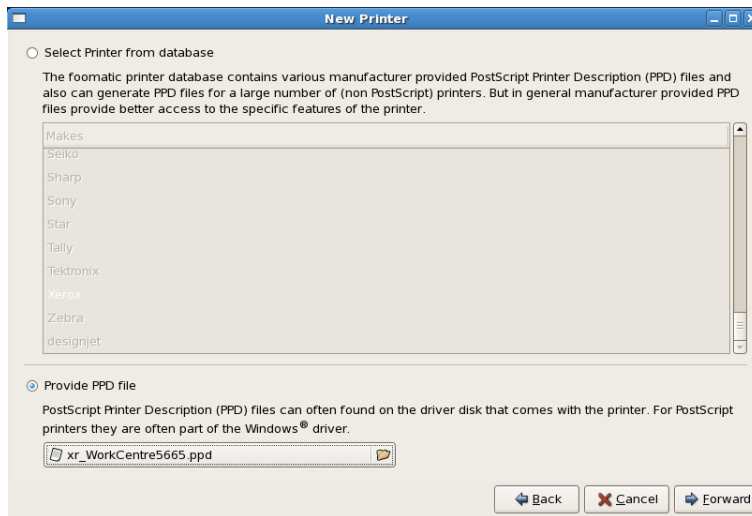 New Printer
Select Printer from database
The foomatic printer database contains various manufacturer provided PostScript Printer Description (PPD) files and
also can generate PPD files for a large number of (non PostScript) printers. But in general manufacturer provided PPD
files provide better access to the specific features of the printer.
Makes
Seiko
Sharp
Sony
Star
Tally
Tektronix
Xerox
Zebra
designjet
Provide PPD file
PostScript Printer Description (PPD) files can often found on the driver disk that comes with the printer. For PostScript
printers they are often part of the Windows® driver.
xr_WorkCentre5665.ppd
Back Cancel Forward